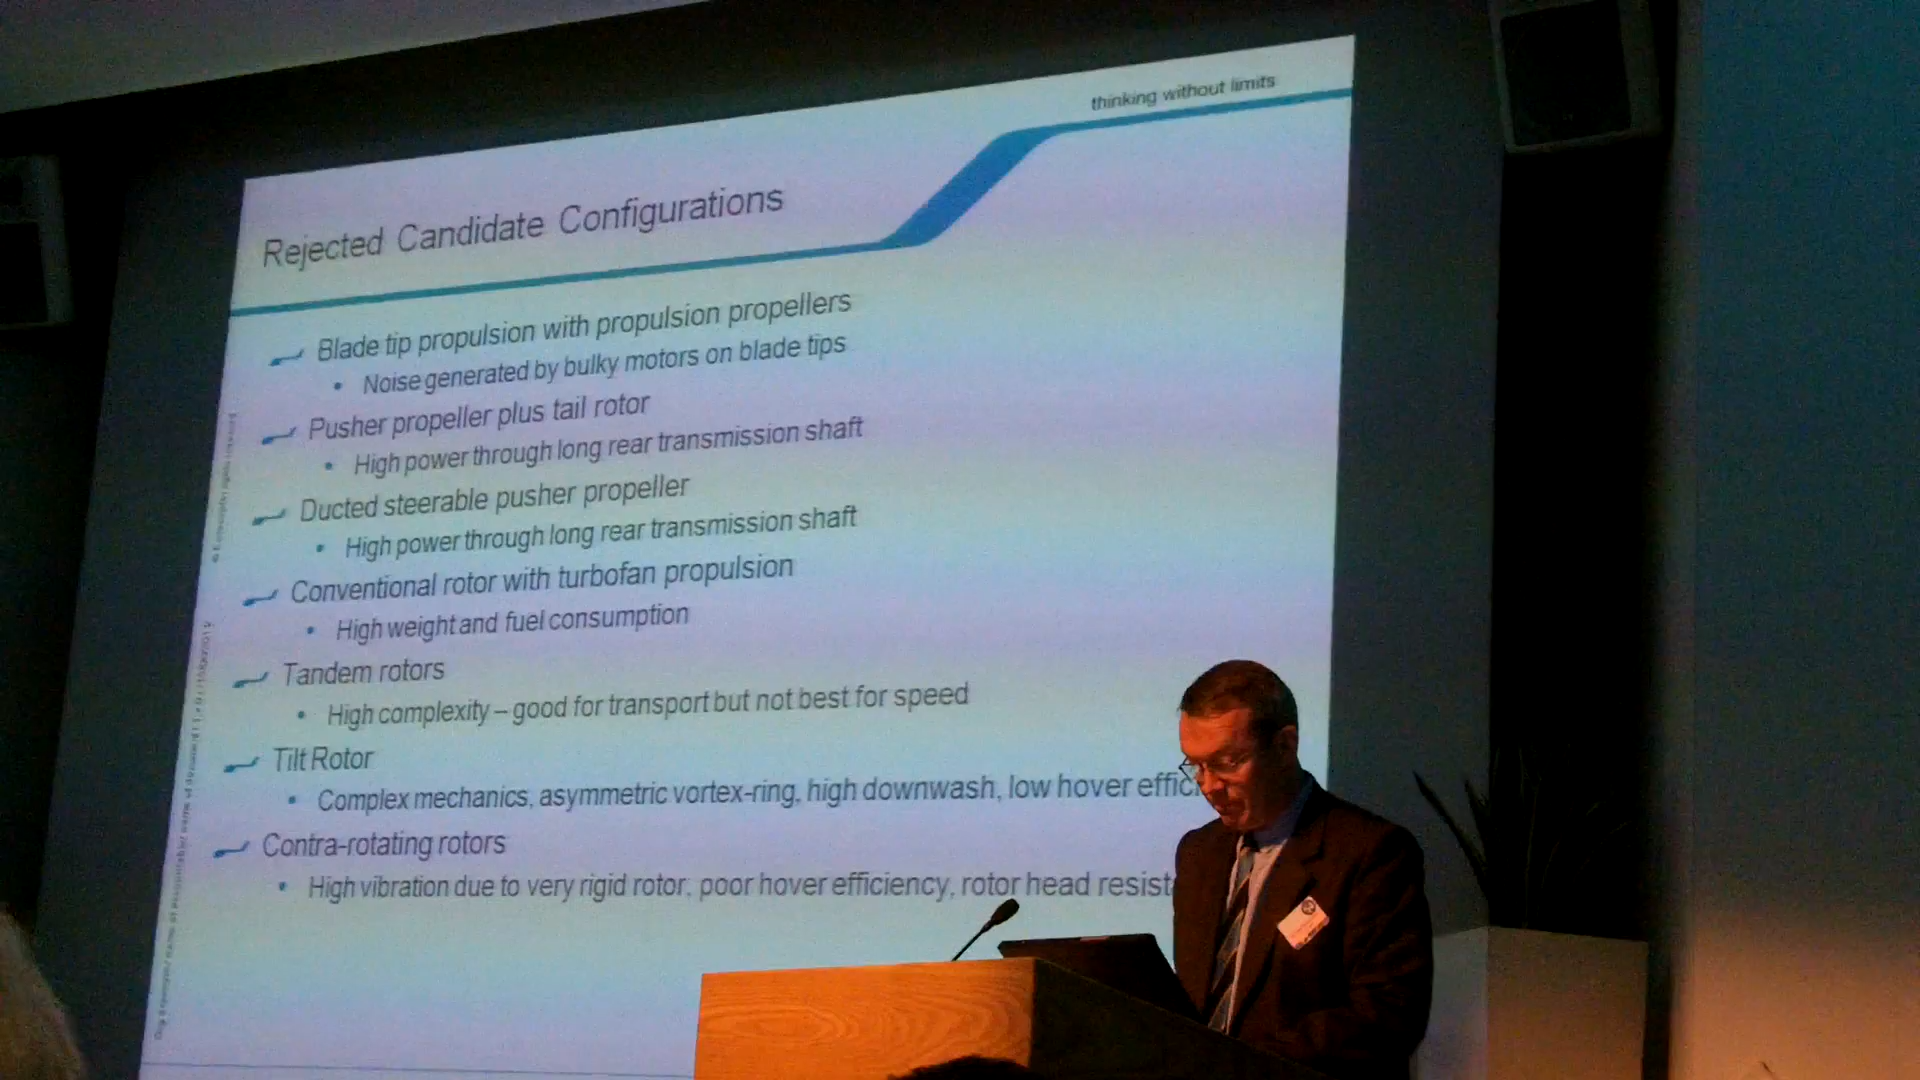 thinking without limits
Rejected Candidate Configurations
Blade tip propulsion with propulsion propellers
• Noise generated by bulky motors on blade tips
Pusher propeller plus tail rotor
• High power through long rear transmission shaft
Ducted steerable pusher propeller
• High power through long rear transmission shaft
Conventional rotor with turbofan propulsion
• High weight and fuel consumption
Tandem rotors
• High complexity – good for transport but not best for speed
Tilt Rotor
• Complex mechanics, asymmetric vortex-ring, high downwash, low hover effic
Contra-rotating rotors
• High vibration due to very rigid rotor, poor hover efficiency, rotor head resist